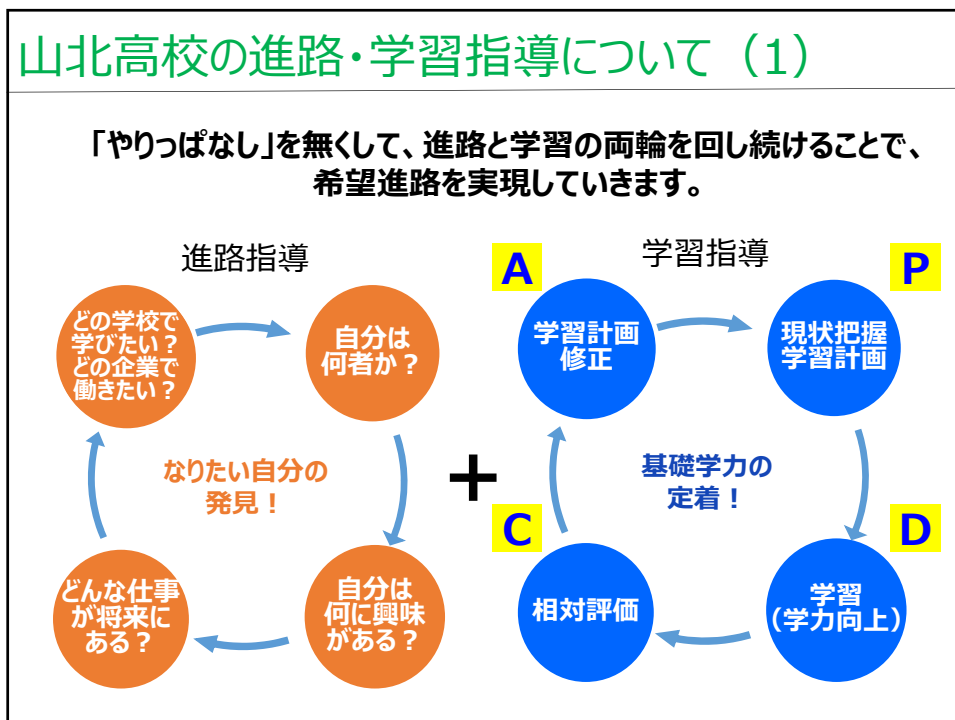 山北高校の進路・学習指導について（1）
「やりっぱなし」を無くして、進路と学習の両輪を回し続けることで、
希望進路を実現していきます。
進路指導
どの学校で
学びたい？
どの企業で
働きたい？
自分は
何者か？
なりたい自分の
発見！
どんな仕事
が将来に
ある？
自分は
何に興味
がある？
＋
学習指導
A
学習計画
修正
P
現状把握
学習計画
基礎学力の
定着！
C
相対評価
D
学習
（学力向上）